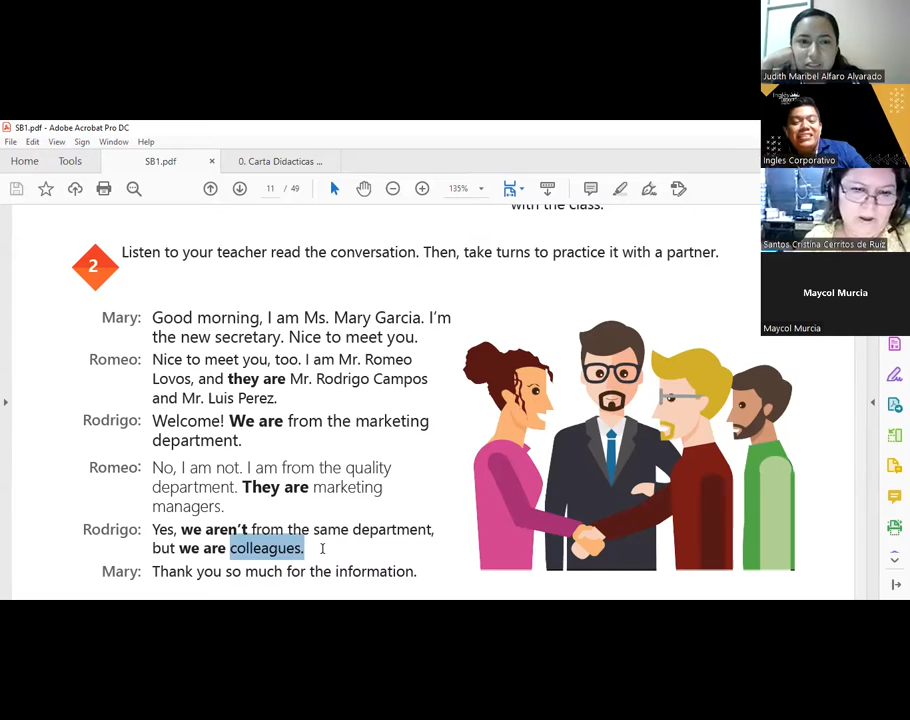 Judith Maribel Alfaro Alvarado
Ingles Corporativo
Santos Cristina Cerritos de Ruiz
Maycol Murcia
Maycol Murcia
SB1.pdf - Adobe Acrobat Pro DC
File Edit View Sign Window Help
Home Tools SB1.pdf × 0. Carta Didacticas ...
11 / 49 135%
with the class.
2 Listen to your teacher read the conversation. Then, take turns to practice it with a partner.
Mary: Good morning, I am Ms. Mary Garcia. I'm
the new secretary. Nice to meet you.
Romeo: Nice to meet you, too. I am Mr. Romeo
Lovos, and they are Mr. Rodrigo Campos
and Mr. Luis Perez.
Rodrigo: Welcome! We are from the marketing
department.
Romeo: No, I am not. I am from the quality
department. They are marketing
managers.
Rodrigo: Yes, we aren't from the same department,
but we are colleagues.
Mary: Thank you so much for the information.